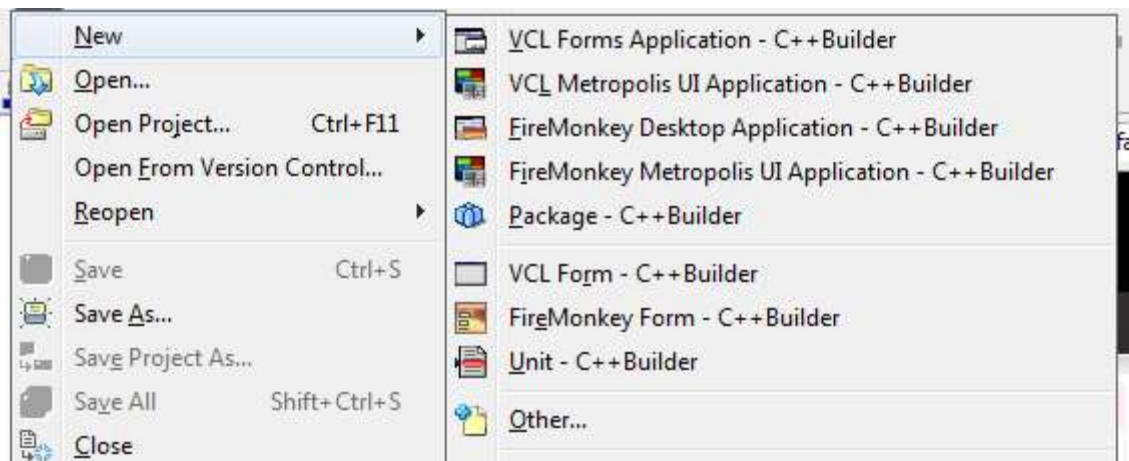 New
Open...
Open Project... Ctrl+F11
Open From Version Control...
Reopen
Save Ctrl+S
Save As...
Save Project As...
Save All Shift+Ctrl+S
Close
VCL Forms Application - C++Builder
VCL Metropolis UI Application - C++Builder
FireMonkey Desktop Application - C++Builder
FireMonkey Metropolis UI Application - C++Builder
Package - C++Builder
VCL Form - C++Builder
FireMonkey Form - C++Builder
Unit - C++Builder
Other...